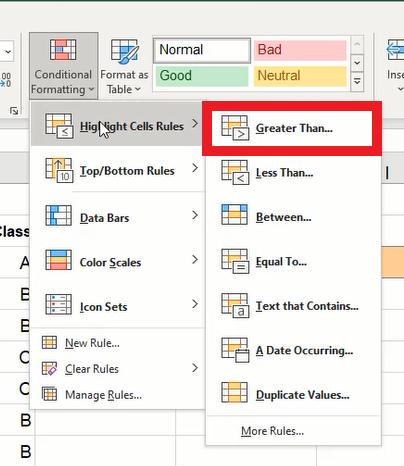 Normal
Bad
Good
Neutral
Conditional
Formatting
Format as
Table
Highlight Cells Rules
Top/Bottom Rules
Data Bars
Color Scales
Icon Sets
New Rule...
Clear Rules
Manage Rules...
Greater Than...
Less Than...
Between...
Equal To...
Text that Contains...
A Date Occurring...
Duplicate Values...
More Rules...
10
a
B
B
B
B